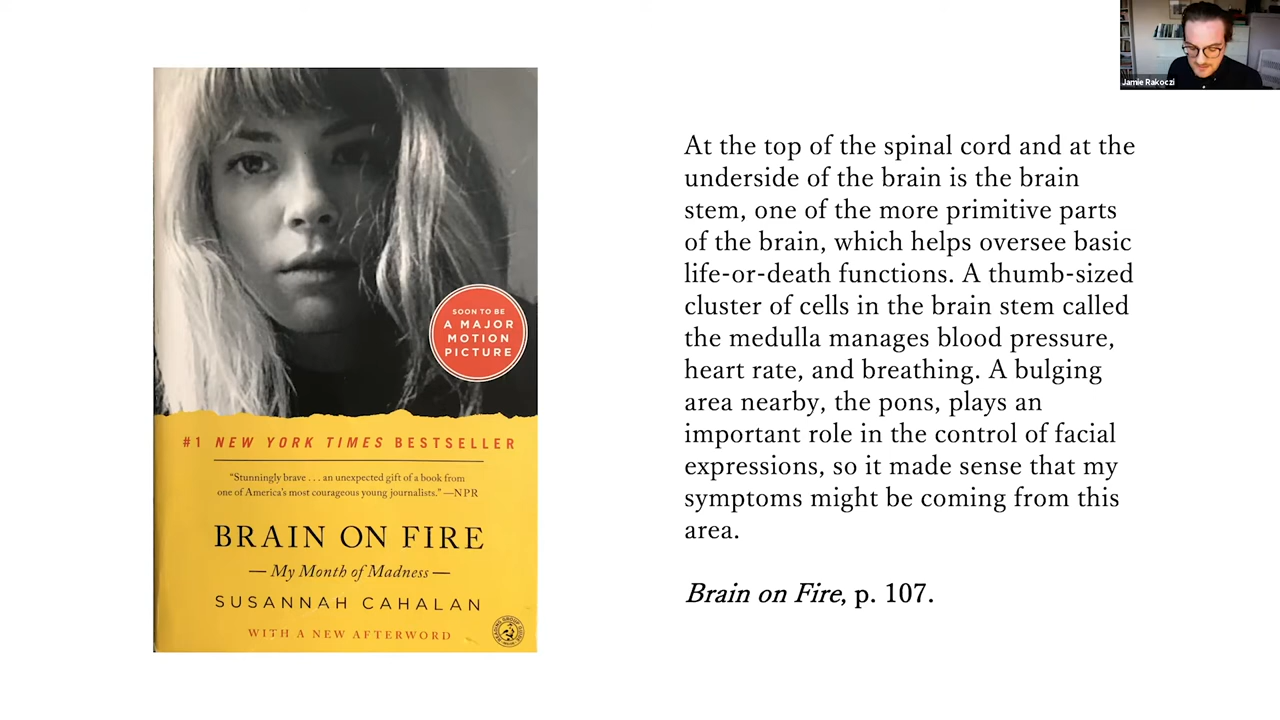 Jamie Rakoczi
SOON TO BE
A MAJOR
MOTION
PICTURE
#1 NEW YORK TIMES BESTSELLER
“Stunningly brave . . . an unexpected gift of a book from
one of America’s most courageous young journalists.” —NPR
BRAIN ON FIRE
— My Month of Madness —
SUSANNAH CAHALAN
WITH A NEW AFTERWORD
At the top of the spinal cord and at the
underside of the brain is the brain
stem, one of the more primitive parts
of the brain, which helps oversee basic
life-or-death functions. A thumb-sized
cluster of cells in the brain stem called
the medulla manages blood pressure,
heart rate, and breathing. A bulging
area nearby, the pons, plays an
important role in the control of facial
expressions, so it made sense that my
symptoms might be coming from this
area.
Brain on Fire, p. 107.